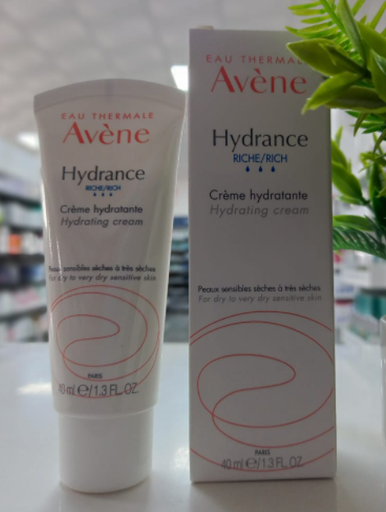 EAU THERMALE
Avène
Hydrance
RICHE/RICH
Crème hydratante
Hydrating cream
Peaux sensibles sèches à très sèches
For dry to very dry sensitive skin
PARIS
40 ml ℮/1.3 FL.OZ.
EAU THERMALE
Avène
Hydrance
RICHE/RICH
Crème hydratante
Hydrating cream
Peaux sensibles sèches à très sèches
For dry to very dry sensitive skin
PARIS
40 ml ℮/1.3 FL.OZ.